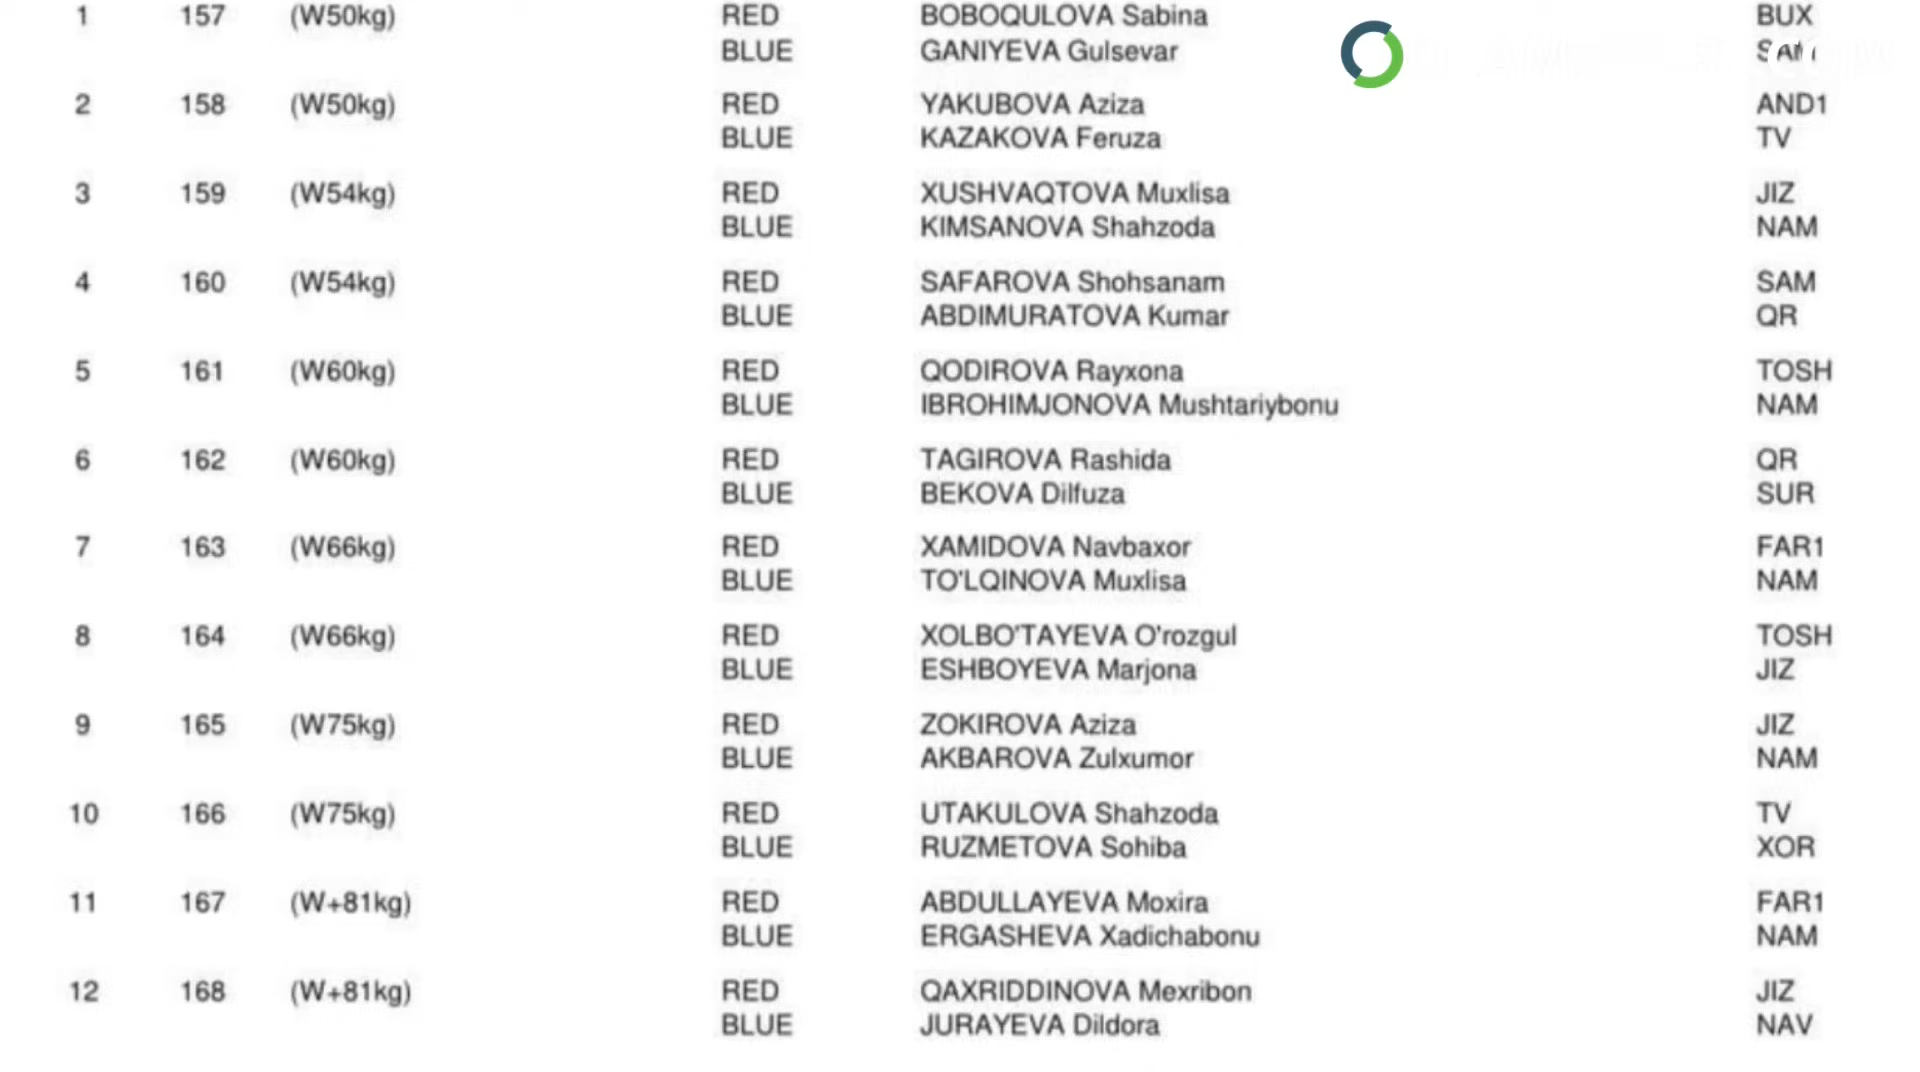 1 157 (W50kg) RED BOBOQULOVA Sabina BUX
BLUE GANIYEVA Gulsevar SAM
2 158 (W50kg) RED YAKUBOVA Aziza AND1
BLUE KAZAKOVA Feruza TV
3 159 (W54kg) RED XUSHVAQTOVA Muxlisa JIZ
BLUE KIMSANOVA Shahzoda NAM
4 160 (W54kg) RED SAFAROVA Shohsanam SAM
BLUE ABDIMURATOVA Kumar QR
5 161 (W60kg) RED QODIROVA Rayxona TOSH
BLUE IBROHIMJONOVA Mushtariybonu NAM
6 162 (W60kg) RED TAGIROVA Rashida QR
BLUE BEKOVA Dilfuza SUR
7 163 (W66kg) RED XAMIDOVA Navbaxor FAR1
BLUE TO'LQINOVA Muxlisa NAM
8 164 (W66kg) RED XOLBO'TAYEVA O'rozgul TOSH
BLUE ESHBOYEVA Marjona JIZ
9 165 (W75kg) RED ZOKIROVA Aziza JIZ
BLUE AKBAROVA Zulxumor NAM
10 166 (W75kg) RED UTAKULOVA Shahzoda TV
BLUE RUZMETOVA Sohiba XOR
11 167 (W+81kg) RED ABDULLAYEVA Moxira FAR1
BLUE ERGASHEVA Xadichabonu NAM
12 168 (W+81kg) RED QAXRIDDINOVA Mexribon JIZ
BLUE JURAYEVA Dildora NAV